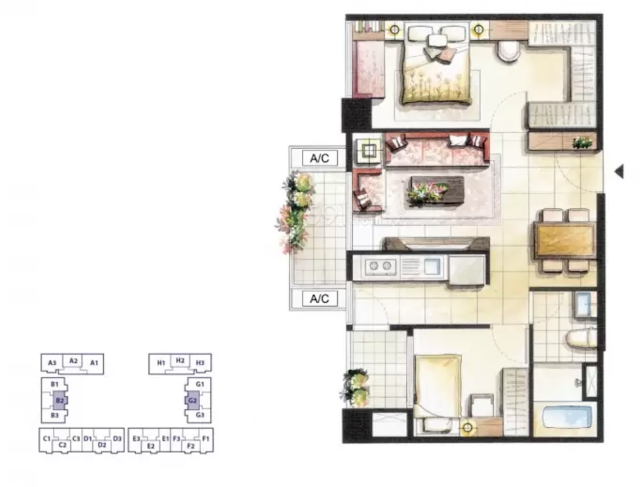 A/C
A/C
A3 A2 A1
H1 H2 H3
B1
B2
B3
G1
G2
G3
C1 C2 C3 D1 D2 D3
E3 E2 E1 F3 F2 F1